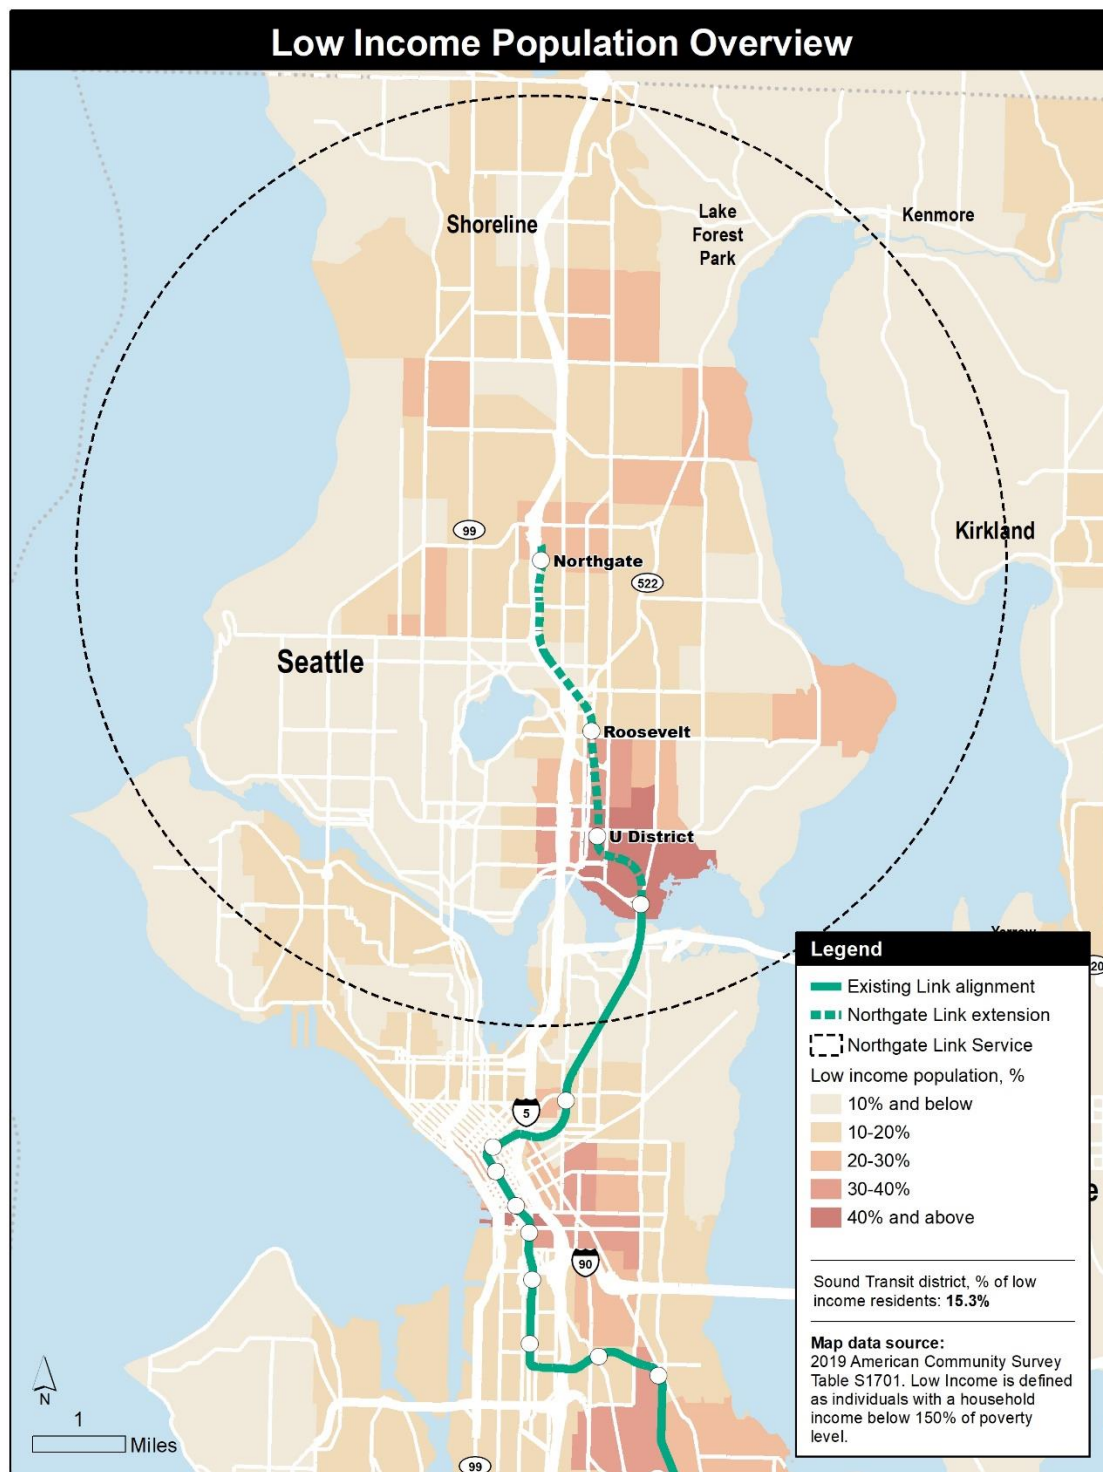 Low Income Population Overview
Shoreline
Lake
Forest
Park
Kenmore
99
Northgate
522
Kirkland
Seattle
Roosevelt
U District
5
90
99
20
e
N
1
Miles
Legend
Existing Link alignment
Northgate Link extension
Northgate Link Service
Low income population, %
10% and below
10-20%
20-30%
30-40%
40% and above
Sound Transit district, % of low
income residents: 15.3%
Map data source:
2019 American Community Survey
Table S1701. Low Income is defined
as individuals with a household
income below 150% of poverty
level.